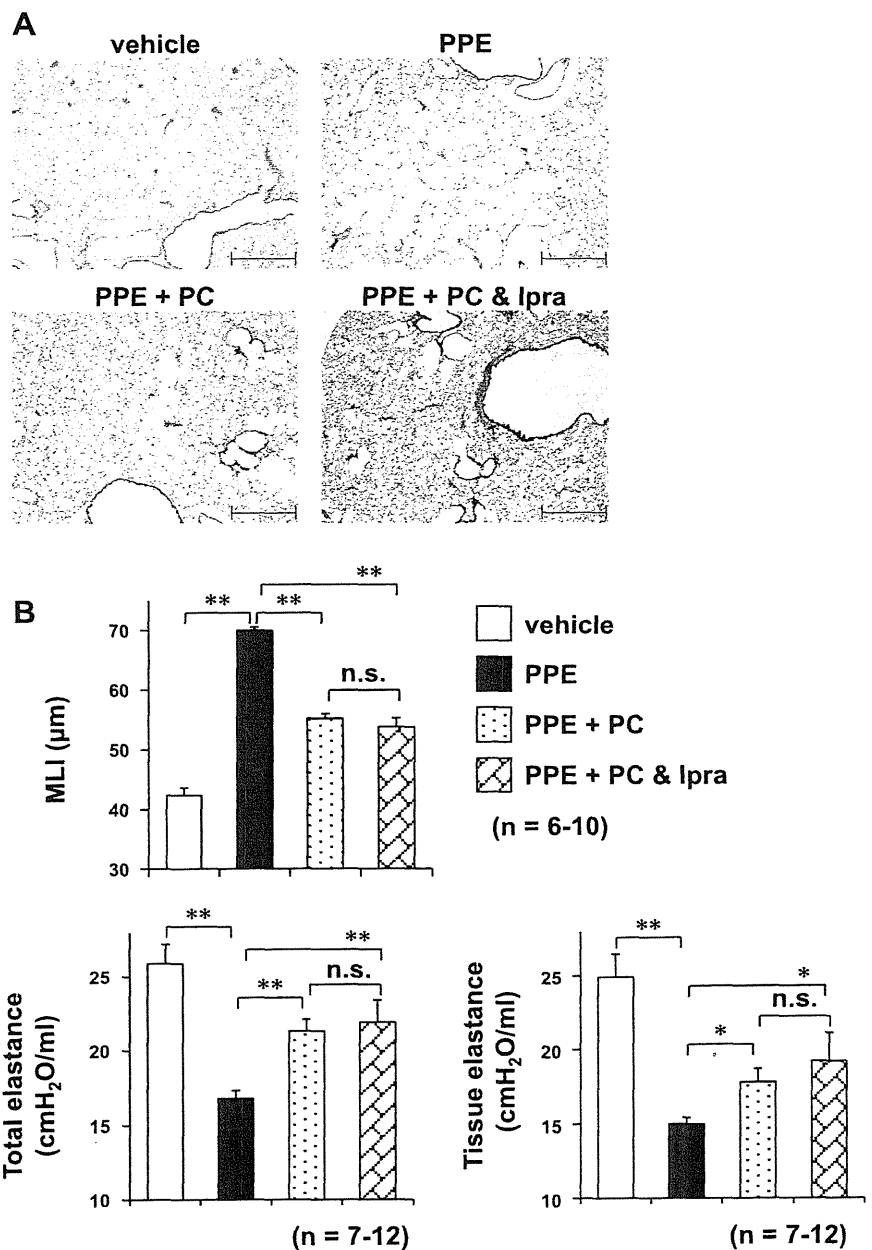 A
vehicle
PPE
PPE + PC
PPE + PC & Ipra
B
MLI (μm)
70
60
50
40
30
**
**
**
n.s.
vehicle
PPE
PPE + PC
PPE + PC & Ipra
(n = 6-10)
Total elastance
(cmH₂O/ml)
25
20
15
10
**
**
**
n.s.
(n = 7-12)
Tissue elastance
(cmH₂O/ml)
25
20
15
10
**
*
n.s.
*
(n = 7-12)